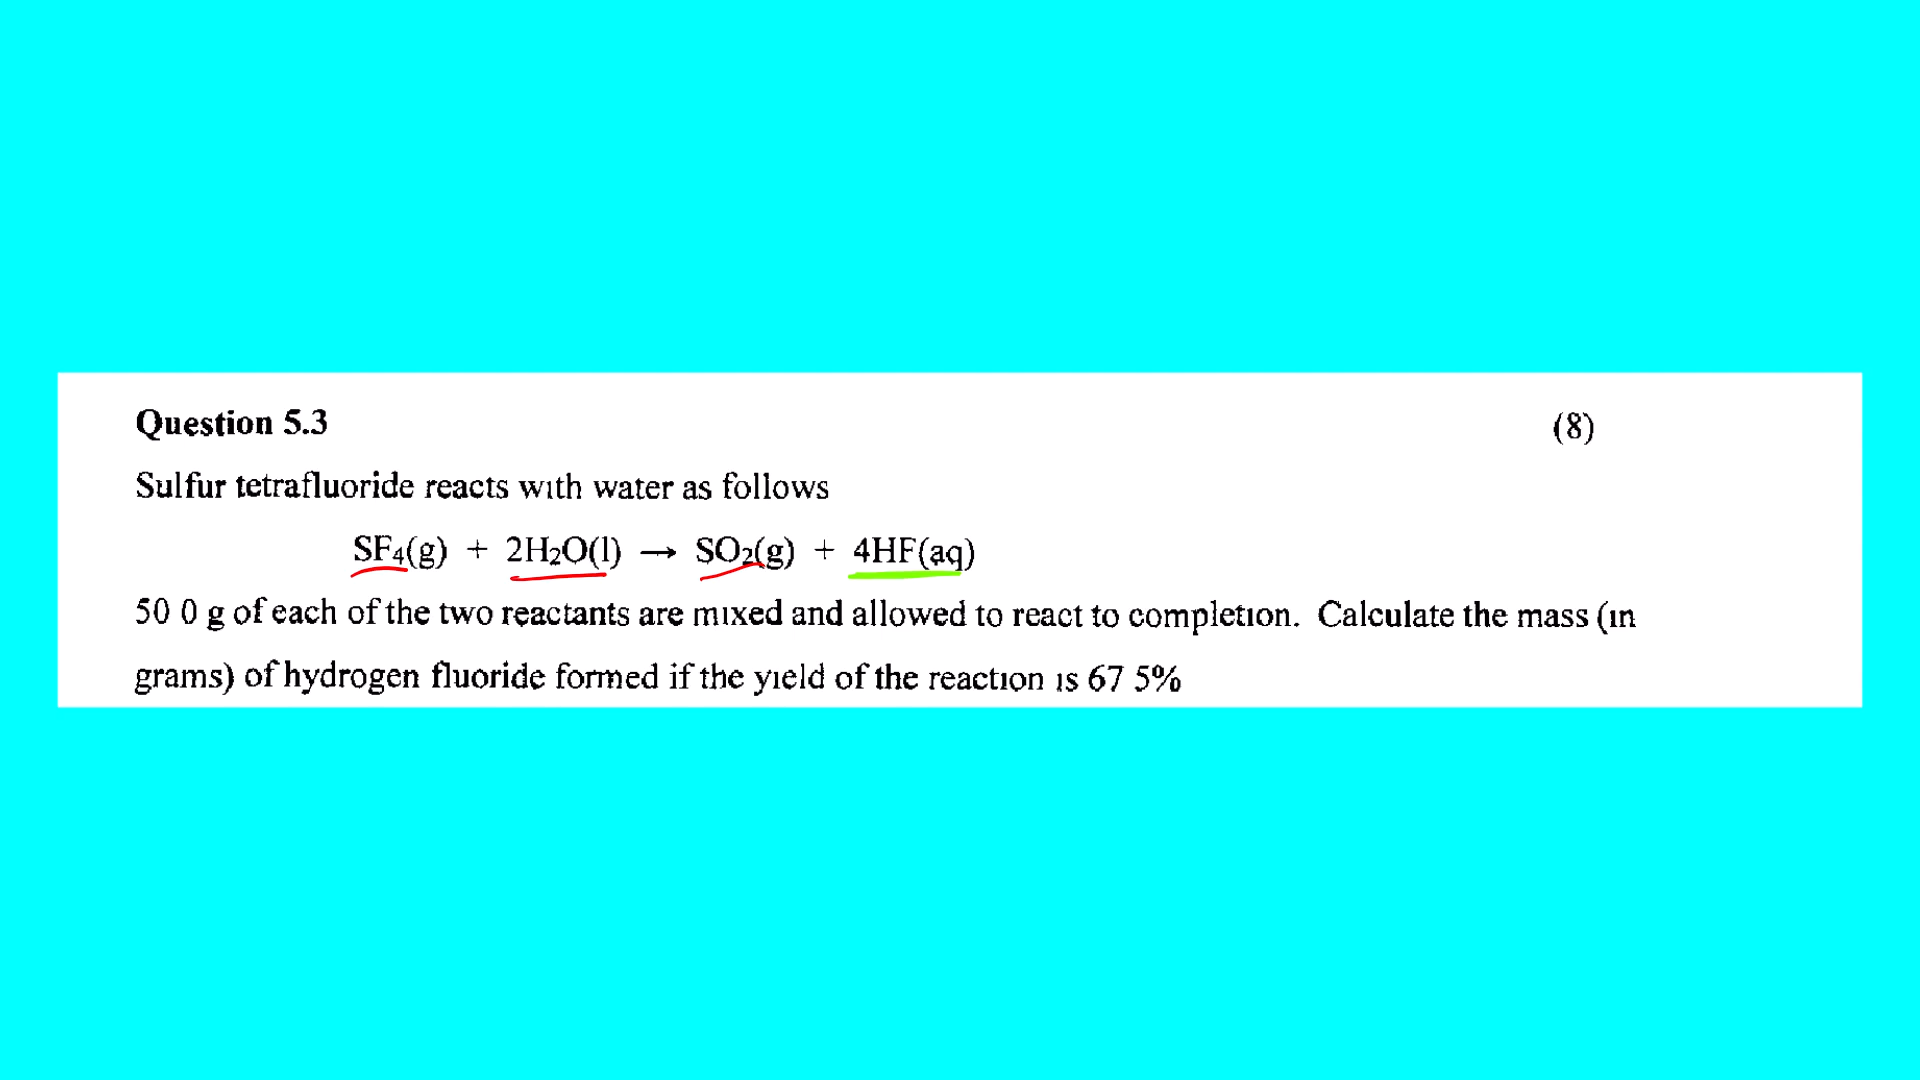 Question 5.3 (8)
Sulfur tetrafluoride reacts with water as follows
SF₄(g) + 2H₂O(l) → SO₂(g) + 4HF(aq)
50 0 g of each of the two reactants are mixed and allowed to react to completion. Calculate the mass (in
grams) of hydrogen fluoride formed if the yield of the reaction is 67 5%